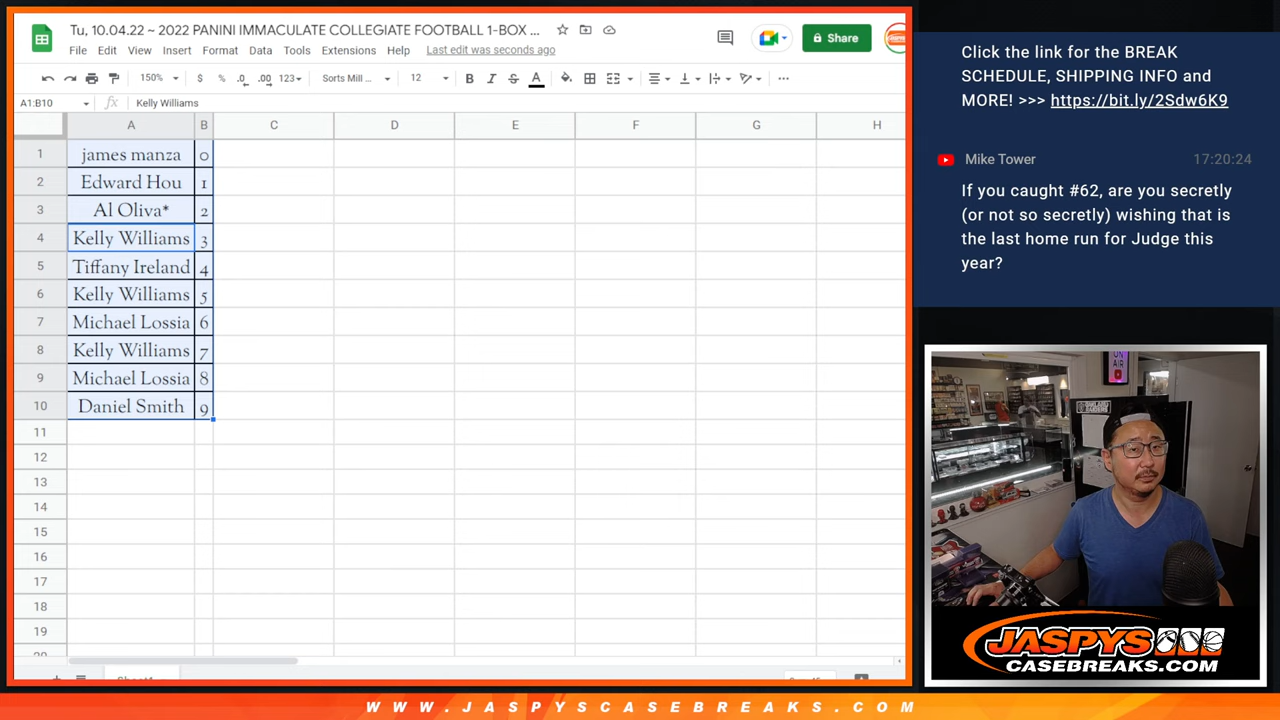 Tu, 10.04.22 ~ 2022 PANINI IMMACULATE COLLEGIATE FOOTBALL 1-BOX ...
File Edit View Insert Format Data Tools Extensions Help Last edit was seconds ago
Share
150% $ % .0 .00 123 Sorts Mill ... 12 B I S A
A1:B10 fx Kelly Williams
A B C D E F G H
1 james manza 0
2 Edward Hou 1
3 Al Oliva* 2
4 Kelly Williams 3
5 Tiffany Ireland 4
6 Kelly Williams 5
7 Michael Lossia 6
8 Kelly Williams 7
9 Michael Lossia 8
10 Daniel Smith 9
11
12
13
14
15
16
17
18
19
Click the link for the BREAK
SCHEDULE, SHIPPING INFO and
MORE! >>> https://bit.ly/2Sdw6K9
Mike Tower 17:20:24
If you caught #62, are you secretly
(or not so secretly) wishing that is
the last home run for Judge this
year?
ON
AIR
JASPYS
CASEBREAKS.COM
WWW.JASPYSCASEBREAKS.COM